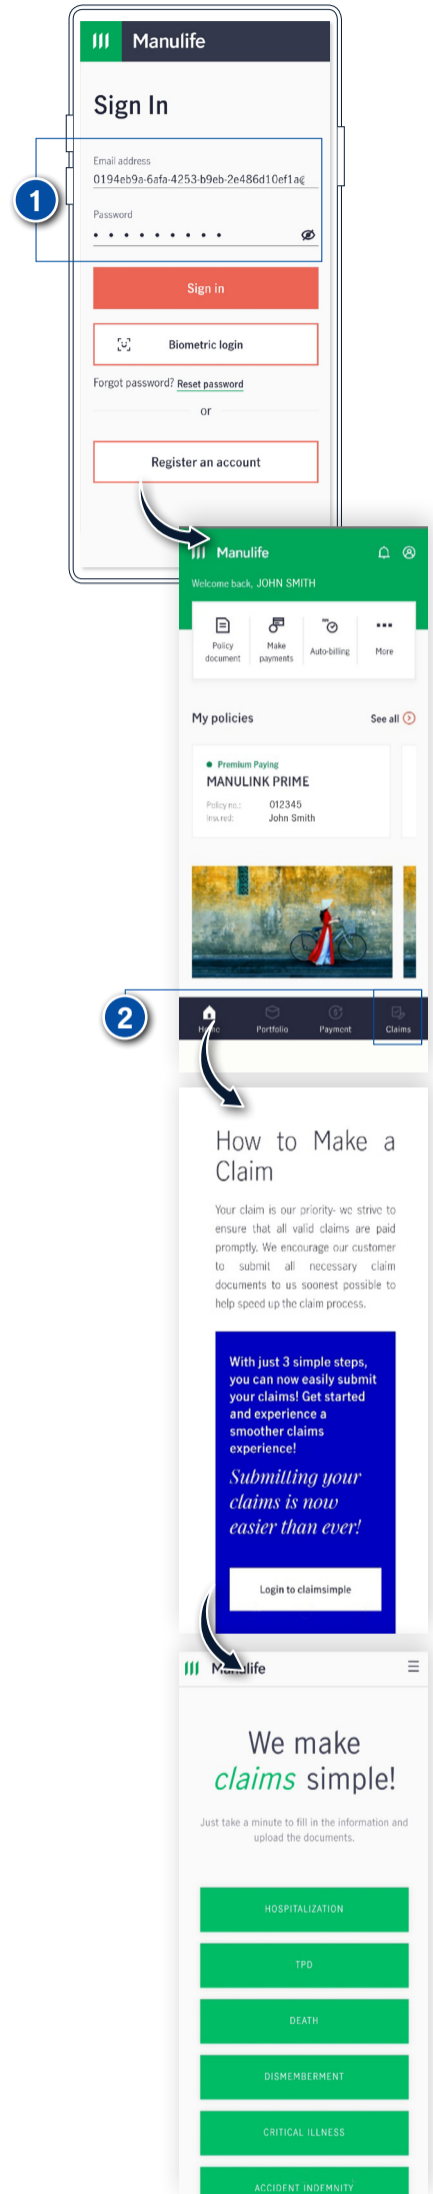 Manulife
Sign In
Email address
0194eb9a-6afa-4253-b9eb-2e486d10ef1a
Password
1
Sign in
Biometric login
Forgot password? Reset password
or
Register an account
Manulife
Welcome back, JOHN SMITH
Policy document
Make payments
Auto-billing
More
My policies
See all
Premium Paying
MANULINK PRIME
Policy no.: 012345
Insured: John Smith
2
Home
Portfolio
Payment
Claims
How to Make a
Claim
Your claim is our priority- we strive to
ensure that all valid claims are paid
promptly. We encourage our customer
to submit all necessary claim
documents to us soonest possible to
help speed up the claim process.
With just 3 simple steps,
you can now easily submit
your claims! Get started
and experience a
smoother claims
experience!
Submitting your
claims is now
easier than ever!
Login to claimsimple
Manulife
We make
claims simple!
Just take a minute to fill in the information and
upload the documents.
HOSPITALIZATION
TPD
DEATH
DISMEMBERMENT
CRITICAL ILLNESS
ACCIDENT INDEMNITY